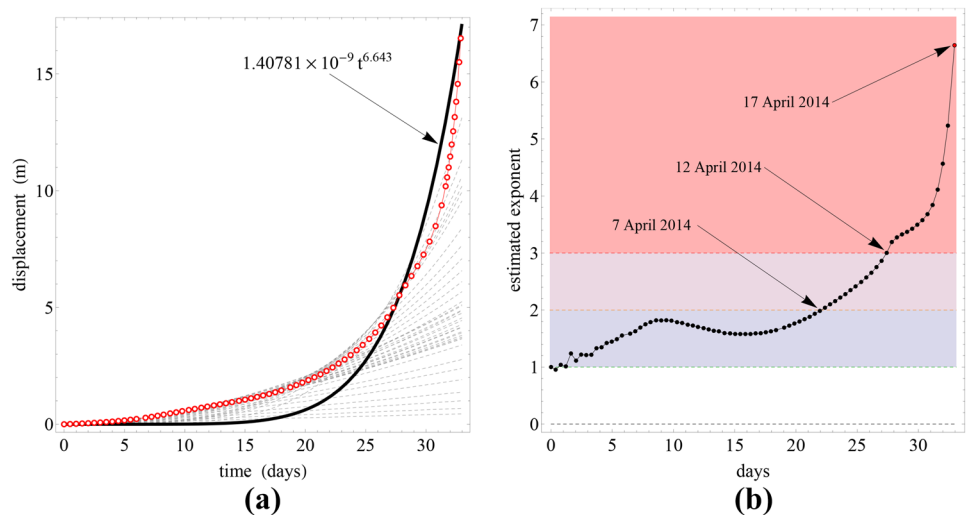 1.40781 × 10⁻⁹ t⁶·⁶⁴³
displacement (m)
15
10
5
0
0 5 10 15 20 25 30
time (days)
(a)
17 April 2014
12 April 2014
7 April 2014
estimated exponent
7
6
5
4
3
2
1
0
0 5 10 15 20 25 30
days
(b)